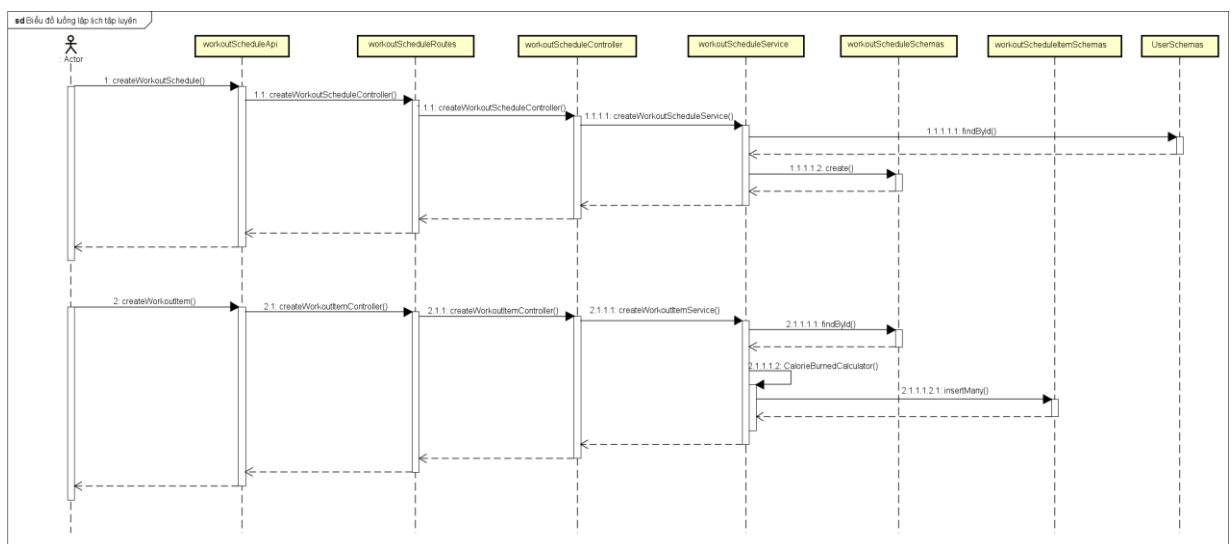 sd Biểu đồ luồng lập lịch tập luyện
: Actor
workoutScheduleApi
workoutScheduleRoutes
workoutScheduleController
workoutScheduleService
workoutScheduleSchemas
workoutScheduleItemSchemas
UserSchemas
1: createWorkoutSchedule()
1.1: createWorkoutScheduleController()
1.1: createWorkoutScheduleController()
1.1.1.1: createWorkoutScheduleService()
1.1.1.1.1: findById()
1.1.1.1.2: create()
2: createWorkoutItem()
2.1: createWorkoutItemController()
2.1.1: createWorkoutItemController()
2.1.1.1: createWorkoutItemService()
2.1.1.1.1: findById()
2.1.1.1.2: CalorieBurnedCalculator()
2.1.1.1.2.1: insertMany()